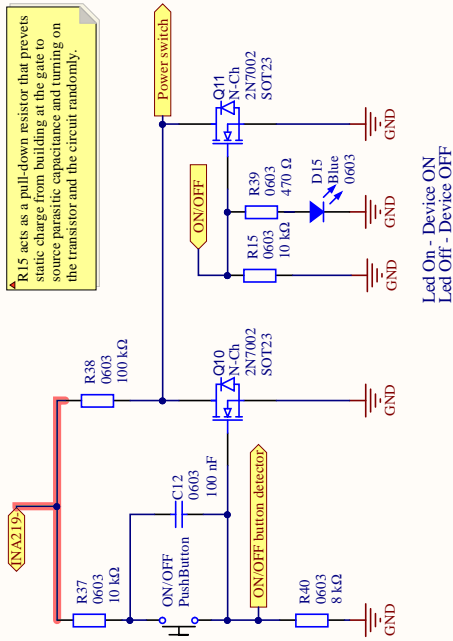 R15 acts as a pull-down resistor that prevets
static charge from building at the gate to
source parasitic capacitance and turning on
the transistor and the circuit randomly.
Power switch
Q11
N-Ch
2N7002
SOT23
GND
ON/OFF
R39
0603
470 Ω
D15
Blue
0603
GND
R15
0603
10 kΩ
GND
Led On - Device ON
Led Off - Device OFF
INA219-
R38
0603
100 kΩ
Q10
N-Ch
2N7002
SOT23
GND
R37
0603
10 kΩ
C12
0603
100 nF
ON/OFF
PushButton
ON/OFF button detector
R40
0603
8 kΩ
GND